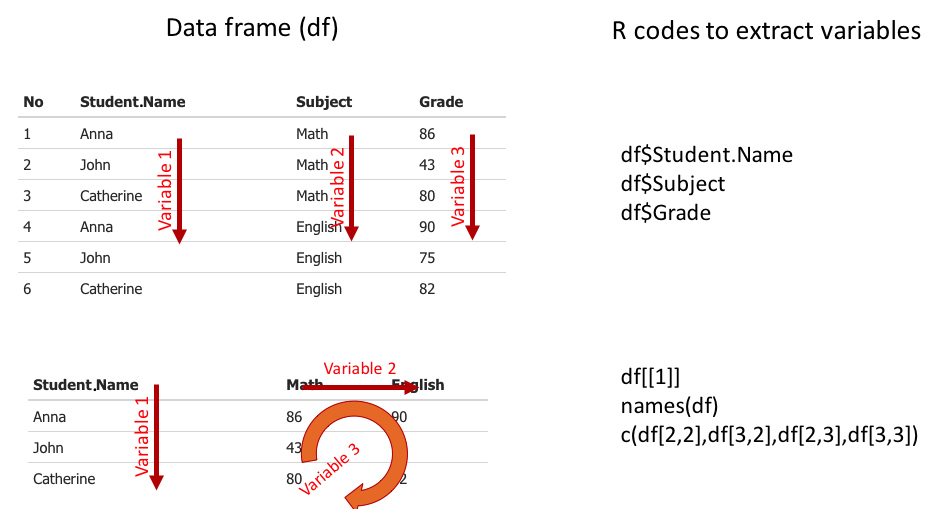 Data frame (df)
R codes to extract variables
No Student.Name Subject Grade
1 Anna Math 86
2 John Math 43
3 Catherine Math 80
4 Anna English 90
5 John English 75
6 Catherine English 82
Variable 1
Variable 2
Variable 3
df$Student.Name
df$Subject
df$Grade
Variable 2
Student.Name Math English
Anna 86 90
John 43
Catherine 80
Variable 1
Variable 3
df[[1]]
names(df)
c(df[2,2],df[3,2],df[2,3],df[3,3])